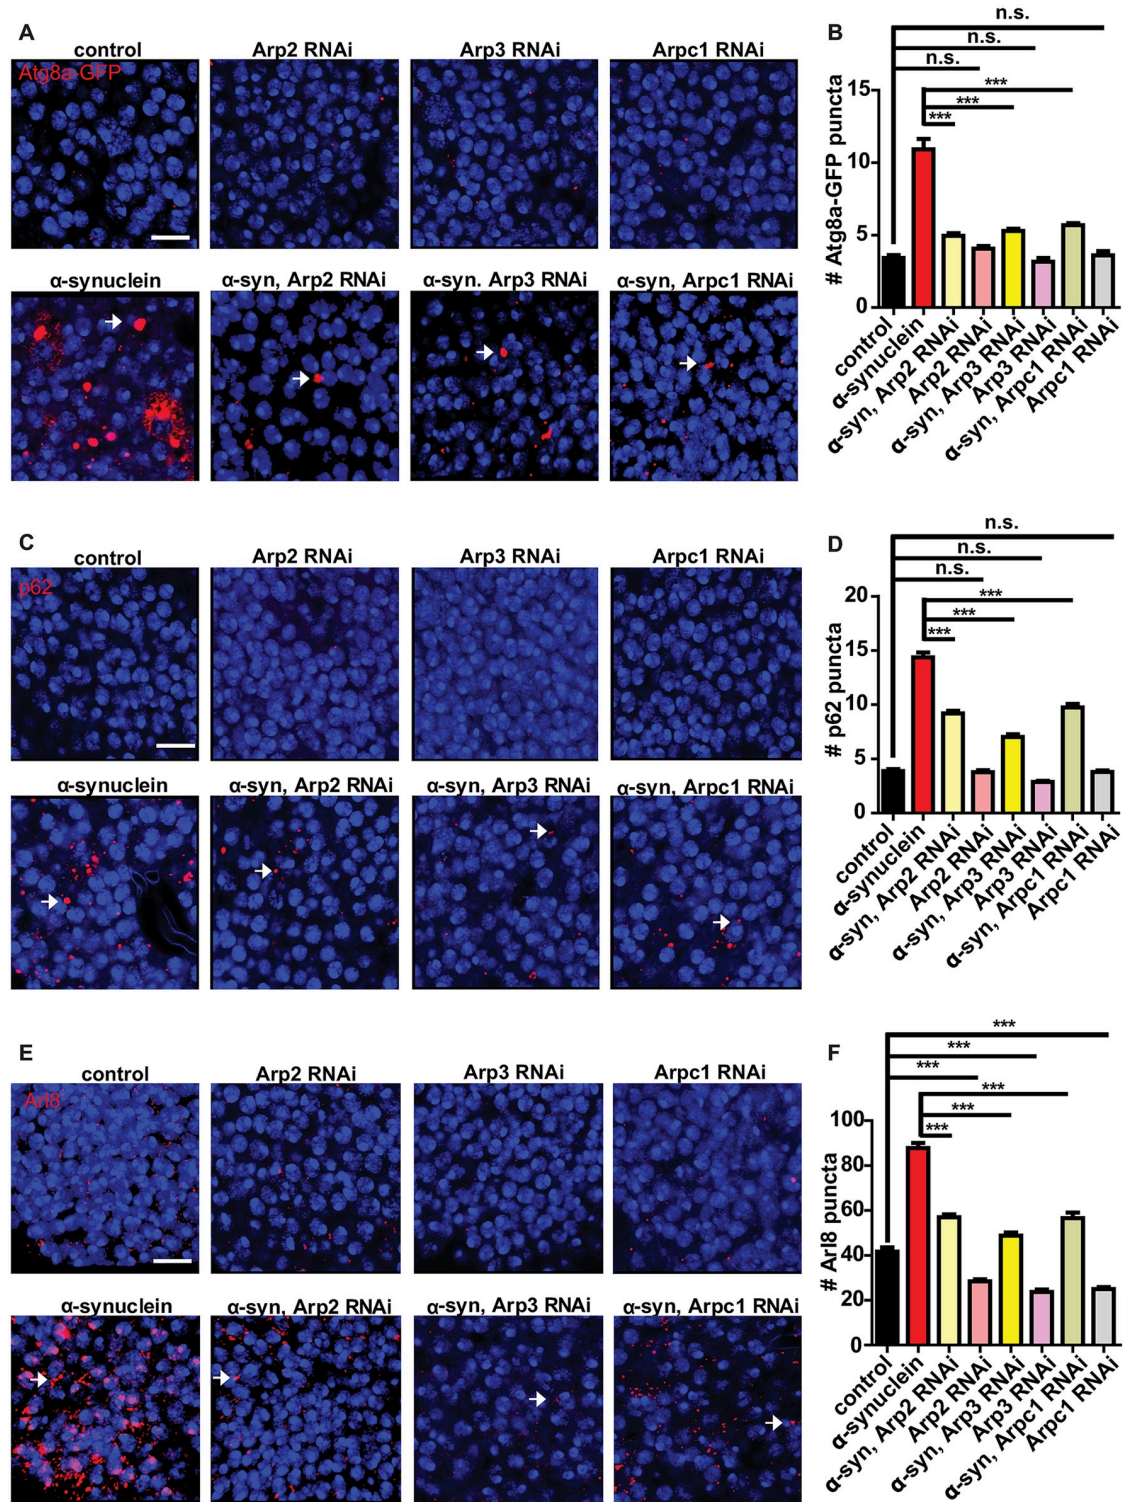 A
control
Arp2 RNAi
Arp3 RNAi
Arpc1 RNAi
Atg8a-GFP
α-synuclein
α-syn, Arp2 RNAi
α-syn. Arp3 RNAi
α-syn, Arpc1 RNAi
B
n.s.
n.s.
n.s.
***
***
***
# Atg8a-GFP puncta
15
10
5
0
control
α-synuclein
α-syn, Arp2 RNAi
Arp2 RNAi
α-syn, Arp3 RNAi
Arp3 RNAi
α-syn, Arpc1 RNAi
Arpc1 RNAi
C
control
Arp2 RNAi
Arp3 RNAi
Arpc1 RNAi
p62
α-synuclein
α-syn, Arp2 RNAi
α-syn, Arp3 RNAi
α-syn, Arpc1 RNAi
D
n.s.
n.s.
n.s.
***
***
***
# p62 puncta
20
15
10
5
0
control
α-synuclein
α-syn, Arp2 RNAi
Arp2 RNAi
α-syn, Arp3 RNAi
Arp3 RNAi
α-syn, Arpc1 RNAi
Arpc1 RNAi
E
control
Arp2 RNAi
Arp3 RNAi
Arpc1 RNAi
Arl8
α-synuclein
α-syn, Arp2 RNAi
α-syn, Arp3 RNAi
α-syn, Arpc1 RNAi
F
***
***
***
***
***
***
# Arl8 puncta
100
80
60
40
20
0
control
α-synuclein
α-syn, Arp2 RNAi
Arp2 RNAi
α-syn, Arp3 RNAi
Arp3 RNAi
α-syn, Arpc1 RNAi
Arpc1 RNAi